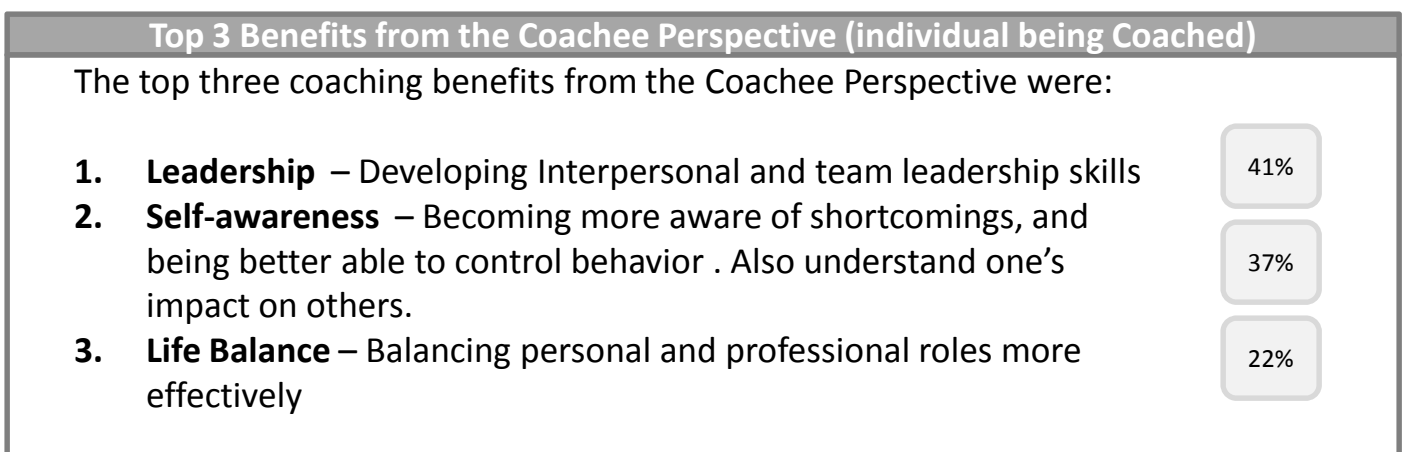 Top 3 Benefits from the Coachee Perspective (individual being Coached)
The top three coaching benefits from the Coachee Perspective were:
1. Leadership – Developing Interpersonal and team leadership skills
41%
2. Self-awareness – Becoming more aware of shortcomings, and
being better able to control behavior . Also understand one’s
37%
impact on others.
3. Life Balance – Balancing personal and professional roles more
22%
effectively